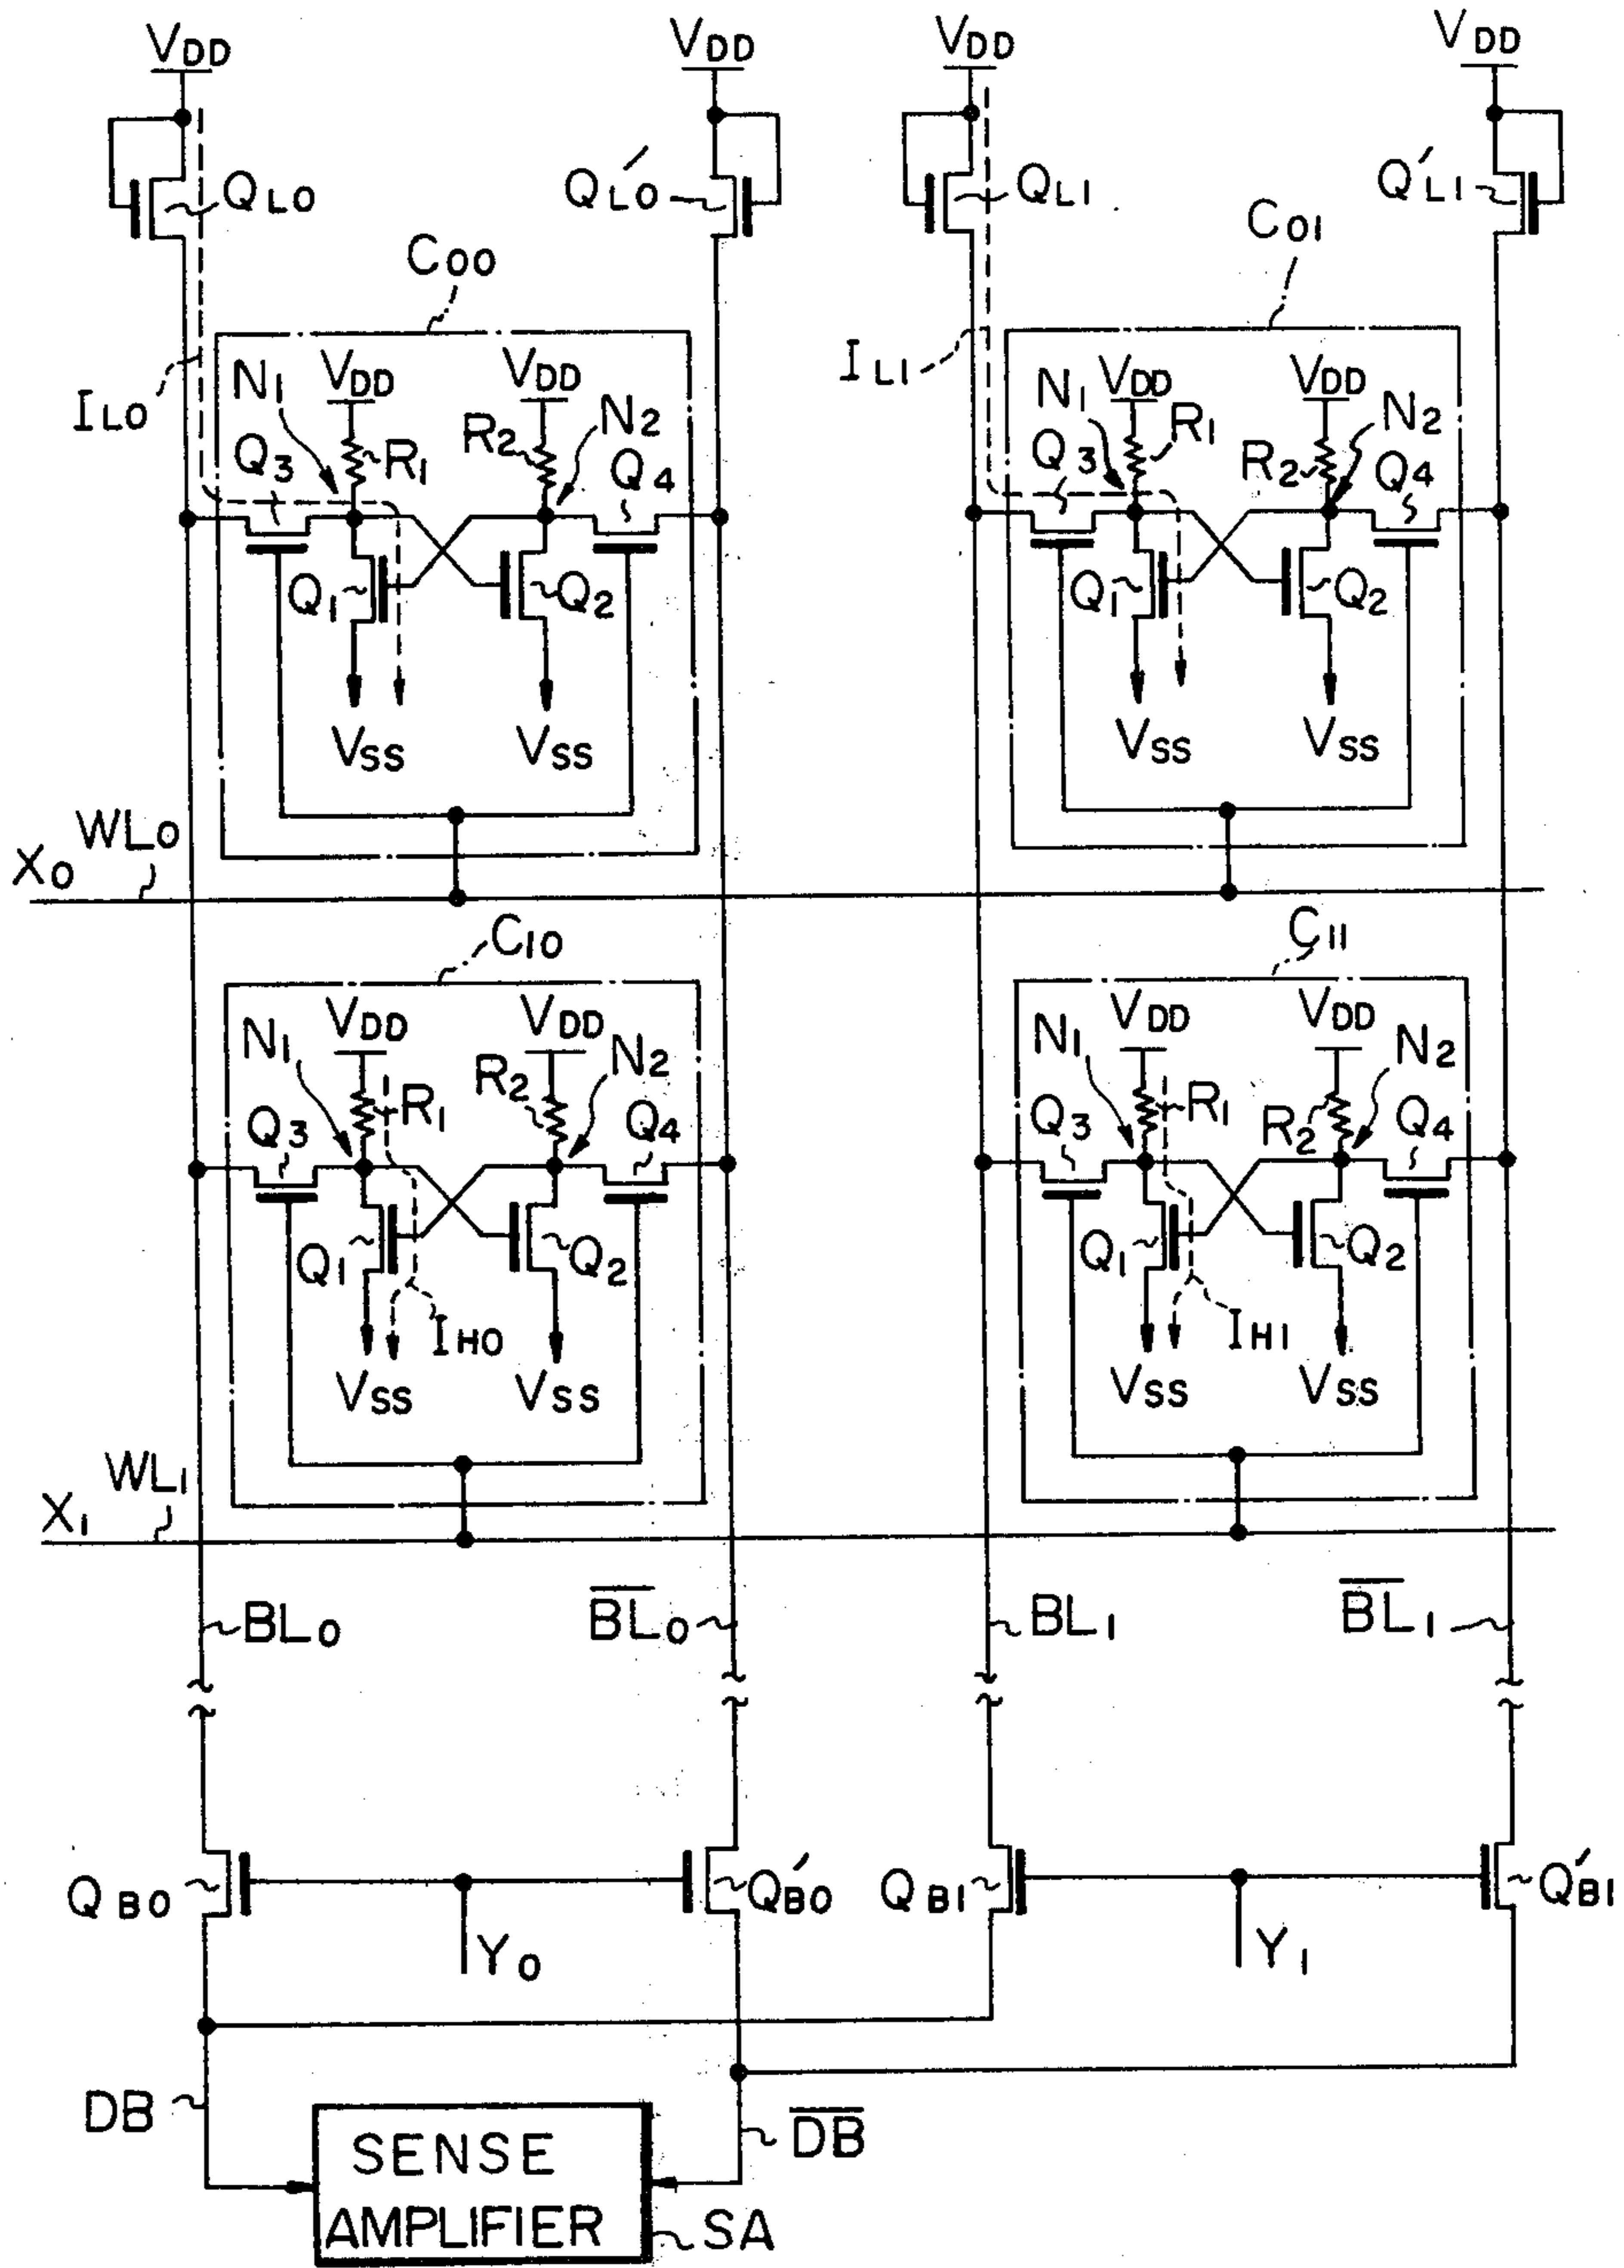 VDD VDD VDD VDD
QL0 Q'L0 QL1 Q'L1
C00 C01
IL0 N1 VDD VDD N2 IL1 N1 VDD VDD N2
Q3 R1 R2 Q4 Q3 R1 R2 Q4
Q1 Q2 Q1 Q2
VSS VSS VSS VSS
X0 WL0
C10 C11
N1 VDD VDD N2 N1 VDD VDD N2
Q3 R1 R2 Q4 Q3 R1 R2 Q4
Q1 Q2 Q1 Q2
IH0 IH1
VSS VSS VSS VSS
X1 WL1
BL0 B̅L̅0 BL1 B̅L̅1
QB0 Q'B0 QB1 Q'B1
Y0 Y1
DB D̅B̅
SENSE
AMPLIFIER SA